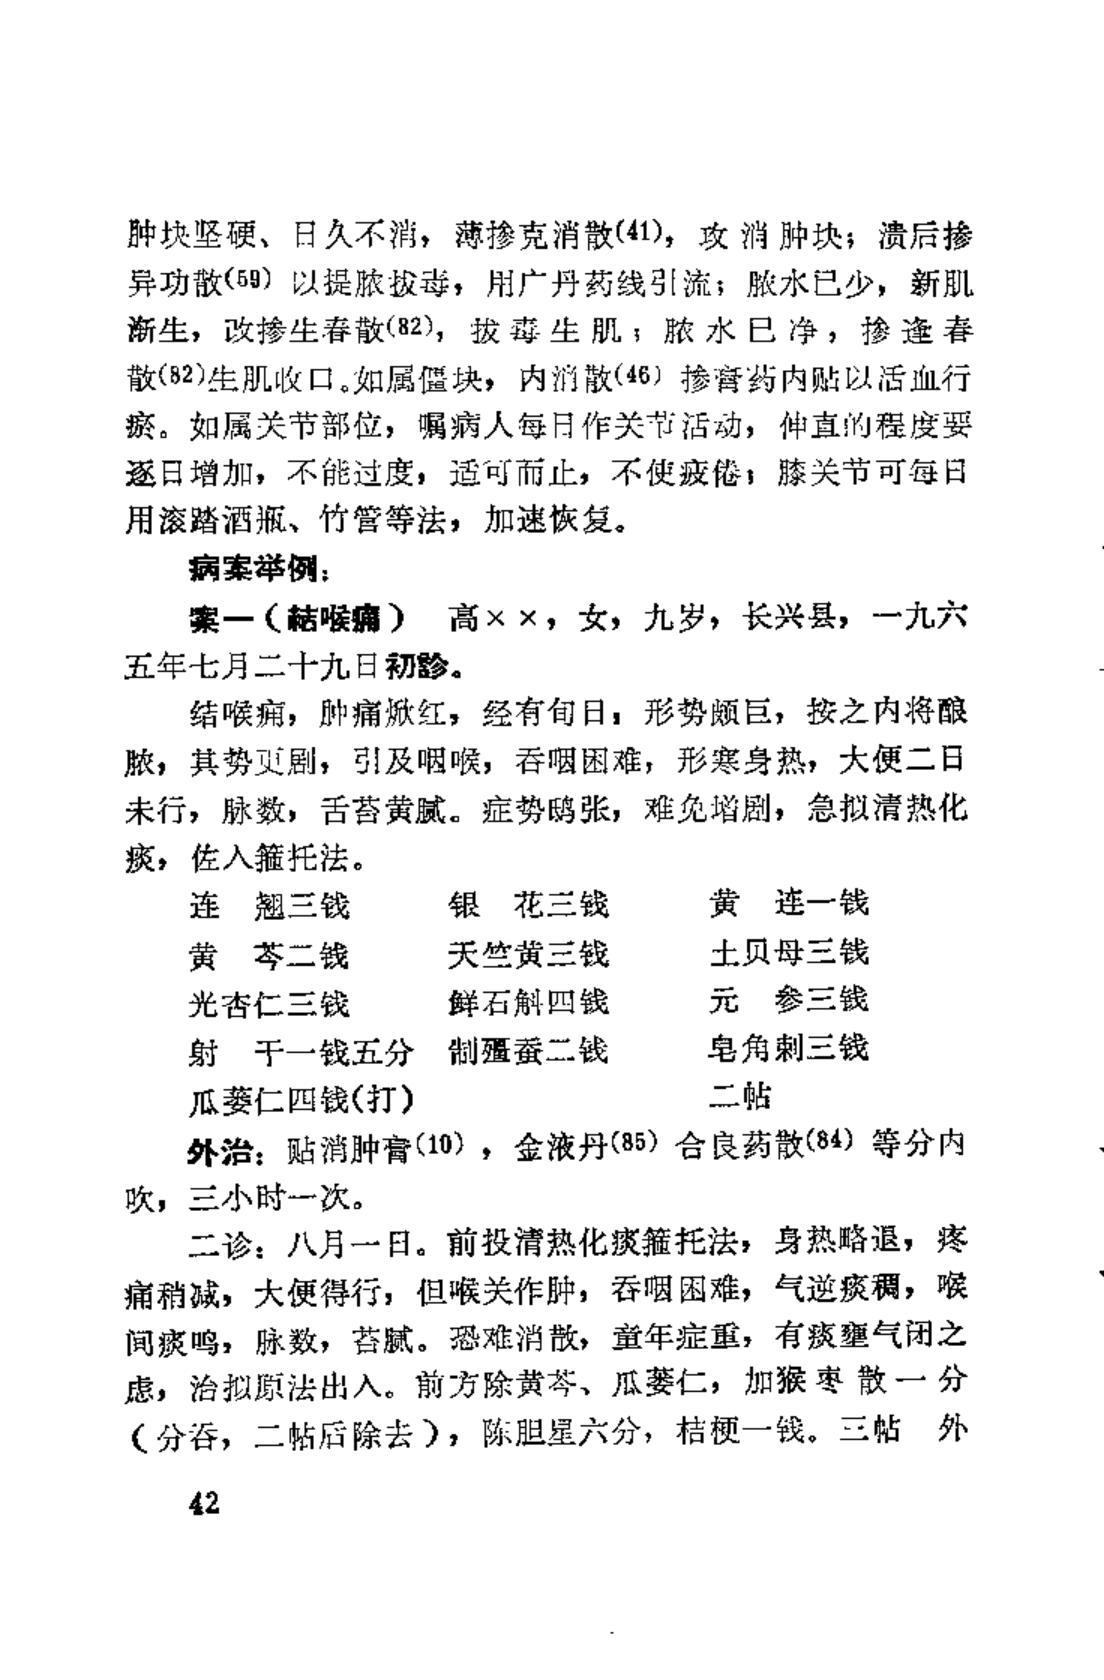 肿块坚硬、日久不消，薄掺克消散(41)，攻消肿块；溃后掺
异功散(59) 以提脓拔毒，用广丹药线引流；脓水已少，新肌
渐生，改掺生春散(82)，拔毒生肌；脓水已净，掺逢春
散(82)生肌收口。如属僵块，内消散(46) 掺膏药内贴以活血行
瘀。如属关节部位，嘱病人每日作关节活动，伸直的程度要
逐日增加，不能过度，适可而止，不使疲倦；膝关节可每日
用滚踏酒瓶、竹管等法，加速恢复。
病案举例：
案一（结喉痈） 高××，女，九岁，长兴县，一九六
五年七月二十九日初診。
结喉痈，肿痛焮红，经有旬日；形势颇巨，按之内将酿
脓，其势更剧，引及咽喉，吞咽困难，形寒身热，大便二日
未行，脉数，舌苔黄腻。症势鸱张，难免增剧，急拟清热化
痰，佐入箍托法。
连 翘三钱 银 花三钱 黄 连一钱
黄 芩二钱 天竺黄三钱 土贝母三钱
光杏仁三钱 鲜石斛四钱 元 参三钱
射 干一钱五分 制殭蚕二钱 皂角刺三钱
瓜蒌仁四钱(打) 二帖
外治：贴消肿膏(10)，金液丹(85) 合良药散(84) 等分内
吹，三小时一次。
二诊：八月一日。前投清热化痰箍托法，身热略退，疼
痛稍减，大便得行，但喉关作肿，吞咽困难，气逆痰稠，喉
间痰鸣，脉数，苔腻。恐难消散，童年症重，有痰壅气闭之
虑，治拟原法出入。前方除黄芩、瓜蒌仁，加猴枣散一分
（分吞，二帖后除去），陈胆星六分，桔梗一钱。三帖 外
42